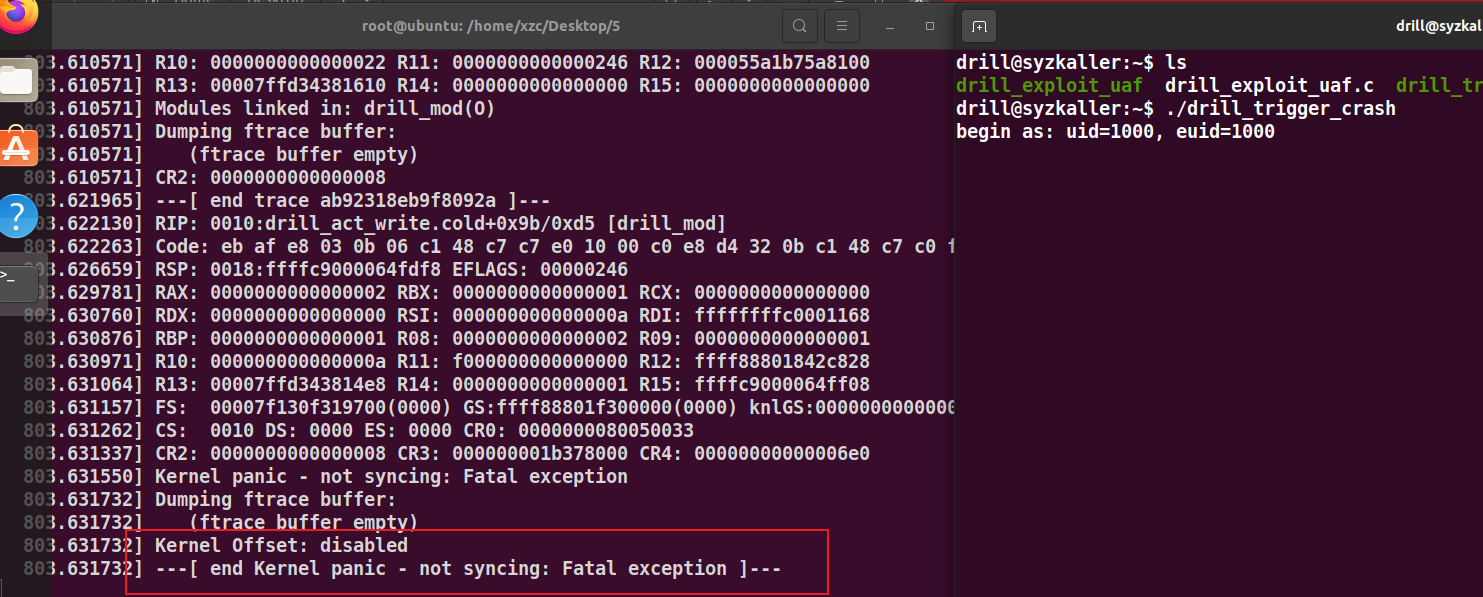 root@ubuntu: /home/xzc/Desktop/5
803.610571] R10: 0000000000000022 R11: 0000000000000246 R12: 000055a1b75a8100
803.610571] R13: 00007ffd34381610 R14: 0000000000000000 R15: 0000000000000000
803.610571] Modules linked in: drill_mod(O)
803.610571] Dumping ftrace buffer:
803.610571]    (ftrace buffer empty)
803.610571] CR2: 0000000000000008
803.621965] ---[ end trace ab92318eb9f8092a ]---
803.622130] RIP: 0010:drill_act_write.cold+0x9b/0xd5 [drill_mod]
803.622263] Code: eb af e8 03 0b 06 c1 48 c7 c7 e0 10 00 c0 e8 d4 32 0b c1 48 c7 c0 f
803.626659] RSP: 0018:ffffc9000064fdf8 EFLAGS: 00000246
803.629781] RAX: 0000000000000002 RBX: 0000000000000001 RCX: 0000000000000000
803.630760] RDX: 0000000000000000 RSI: 000000000000000a RDI: ffffffffc0001168
803.630876] RBP: 0000000000000001 R08: 0000000000000002 R09: 0000000000000001
803.630971] R10: 000000000000000a R11: f000000000000000 R12: ffff88801842c828
803.631064] R13: 00007ffd343814e8 R14: 0000000000000001 R15: ffffc9000064ff08
803.631157] FS:  00007f130f319700(0000) GS:ffff88801f300000(0000) knlGS:0000000000000
803.631262] CS:  0010 DS: 0000 ES: 0000 CR0: 0000000080050033
803.631337] CR2: 0000000000000008 CR3: 000000001b378000 CR4: 00000000000006e0
803.631550] Kernel panic - not syncing: Fatal exception
803.631732] Dumping ftrace buffer:
803.631732]    (ftrace buffer empty)
803.631732] Kernel Offset: disabled
803.631732] ---[ end Kernel panic - not syncing: Fatal exception ]---
drill@syzkal
drill@syzkaller:~$ ls
drill_exploit_uaf  drill_exploit_uaf.c  drill_tr
drill@syzkaller:~$ ./drill_trigger_crash
begin as: uid=1000, euid=1000